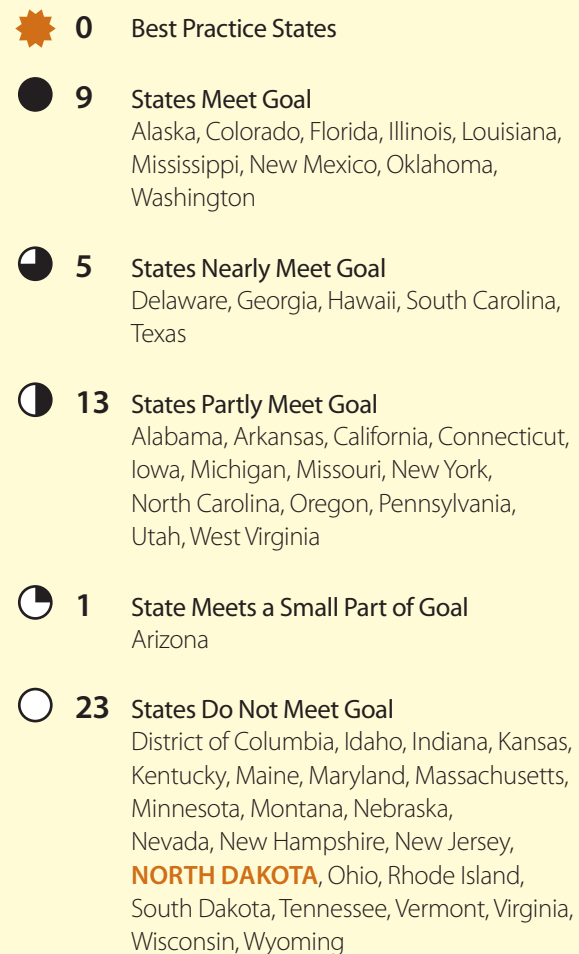 0 Best Practice States
9 States Meet Goal
Alaska, Colorado, Florida, Illinois, Louisiana,
Mississippi, New Mexico, Oklahoma,
Washington
5 States Nearly Meet Goal
Delaware, Georgia, Hawaii, South Carolina,
Texas
13 States Partly Meet Goal
Alabama, Arkansas, California, Connecticut,
Iowa, Michigan, Missouri, New York,
North Carolina, Oregon, Pennsylvania,
Utah, West Virginia
1 State Meets a Small Part of Goal
Arizona
23 States Do Not Meet Goal
District of Columbia, Idaho, Indiana, Kansas,
Kentucky, Maine, Maryland, Massachusetts,
Minnesota, Montana, Nebraska,
Nevada, New Hampshire, New Jersey,
NORTH DAKOTA, Ohio, Rhode Island,
South Dakota, Tennessee, Vermont, Virginia,
Wisconsin, Wyoming